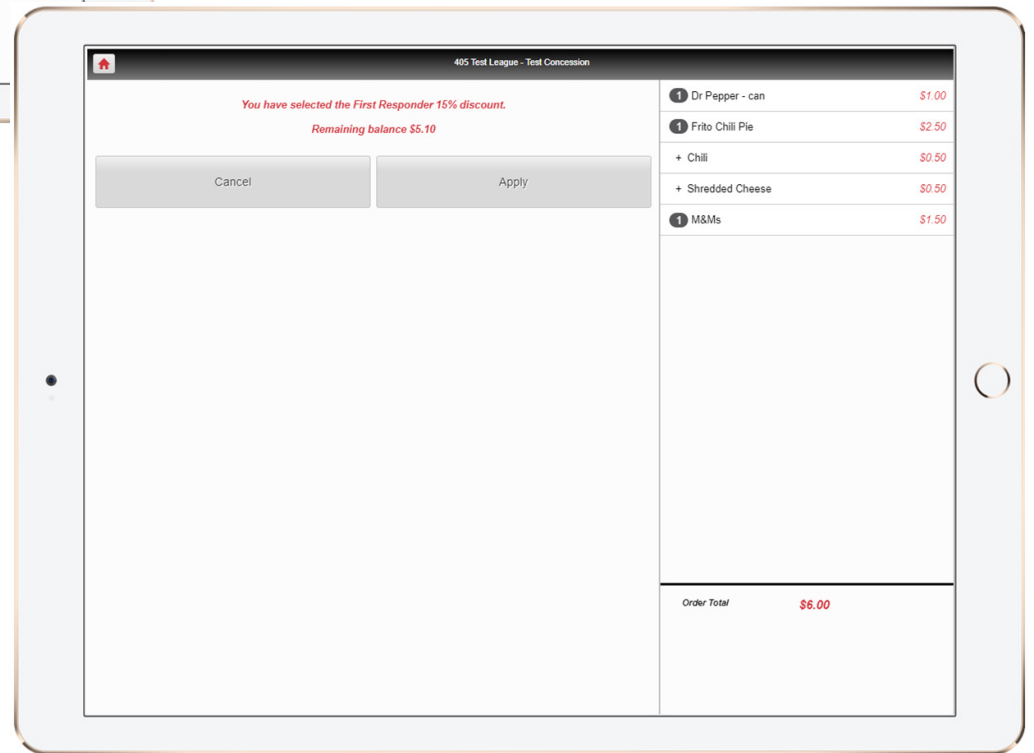 405 Test League - Test Concession
You have selected the First Responder 15% discount.
Remaining balance $5.10
Cancel
Apply
1 Dr Pepper - can $1.00
1 Frito Chili Pie $2.50
+ Chili $0.50
+ Shredded Cheese $0.50
1 M&Ms $1.50
Order Total $6.00